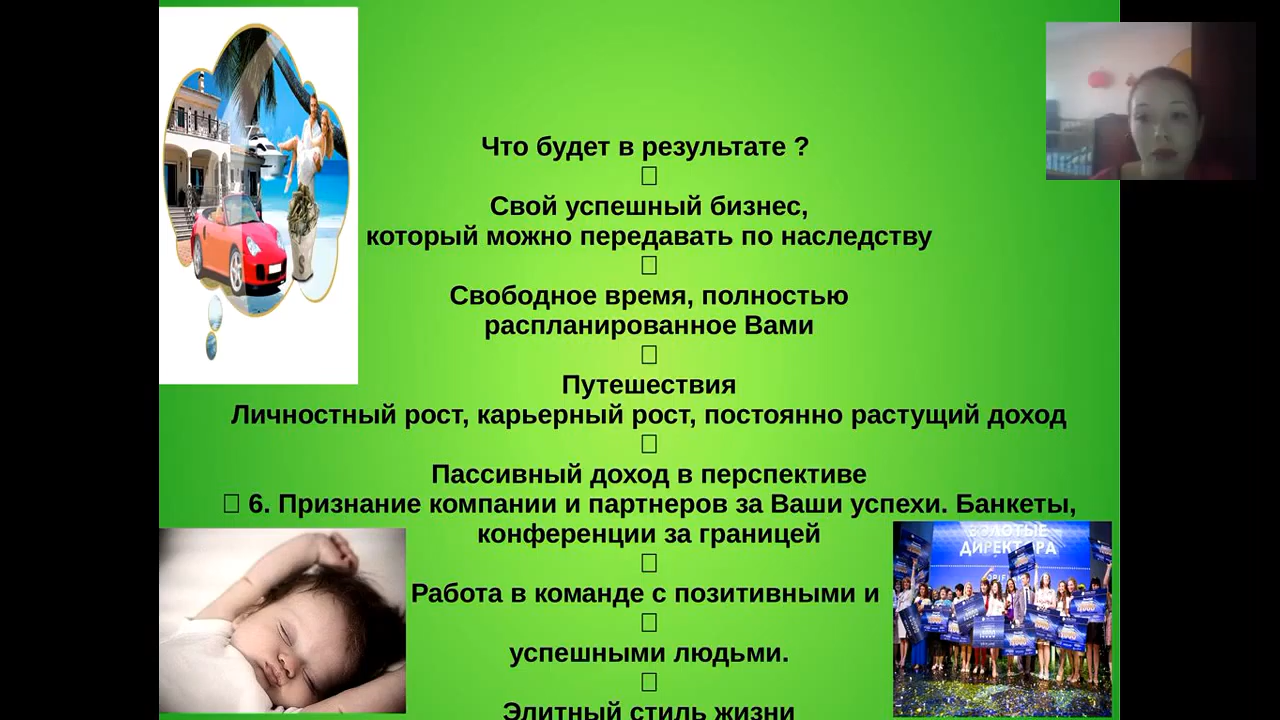 Что будет в результате ?
Свой успешный бизнес,
который можно передавать по наследству
Свободное время, полностью
распланированное Вами
Путешествия
Личностный рост, карьерный рост, постоянно растущий доход
Пассивный доход в перспективе
6. Признание компании и партнеров за Ваши успехи. Банкеты,
конференции за границей
ЗОЛОТЫЕ
ДИРЕКТОРА
Работа в команде с позитивными и
успешными людьми.
Элитный стиль жизни
$